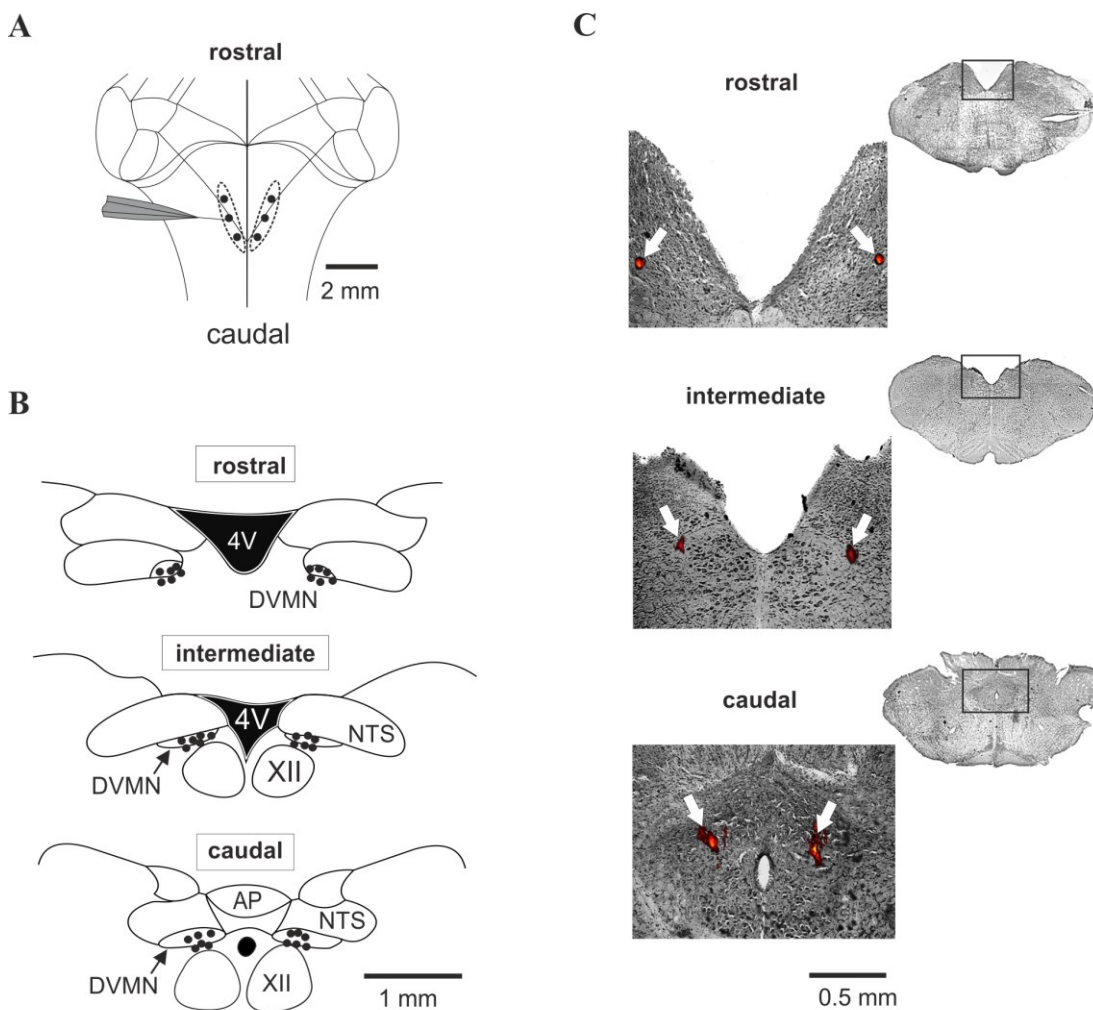 A
rostral
2 mm
caudal
B
rostral
4V
DVMN
intermediate
4V
NTS
DVMN
XII
caudal
AP
NTS
DVMN
XII
1 mm
C
rostral
intermediate
caudal
0.5 mm